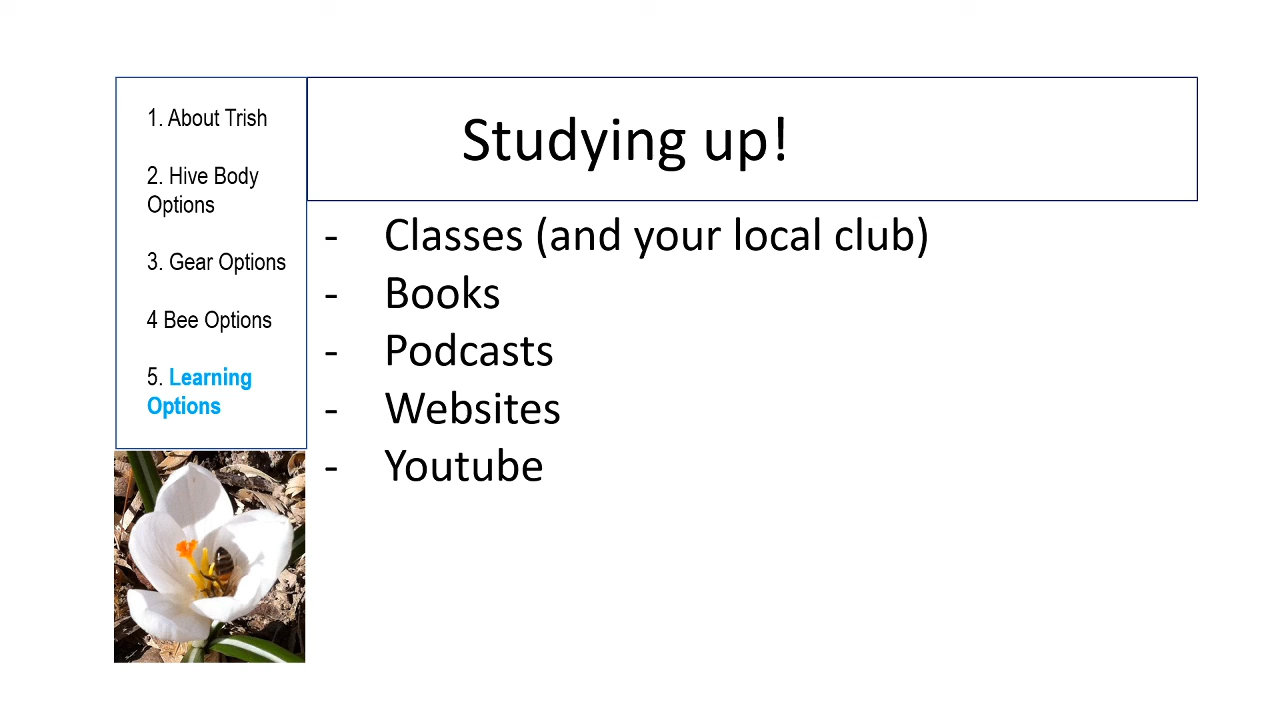 1. About Trish
2. Hive Body
Options
3. Gear Options
4 Bee Options
5. Learning
Options
Studying up!
- Classes (and your local club)
- Books
- Podcasts
- Websites
- Youtube